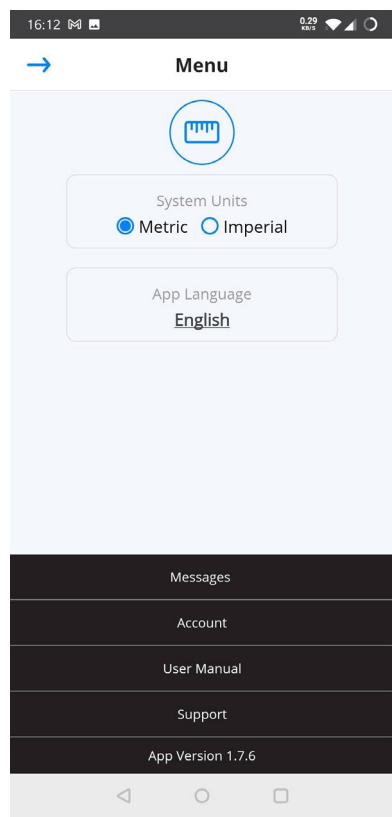 16:12
0.29
KB/S
Menu
System Units
Metric Imperial
App Language
English
Messages
Account
User Manual
Support
App Version 1.7.6